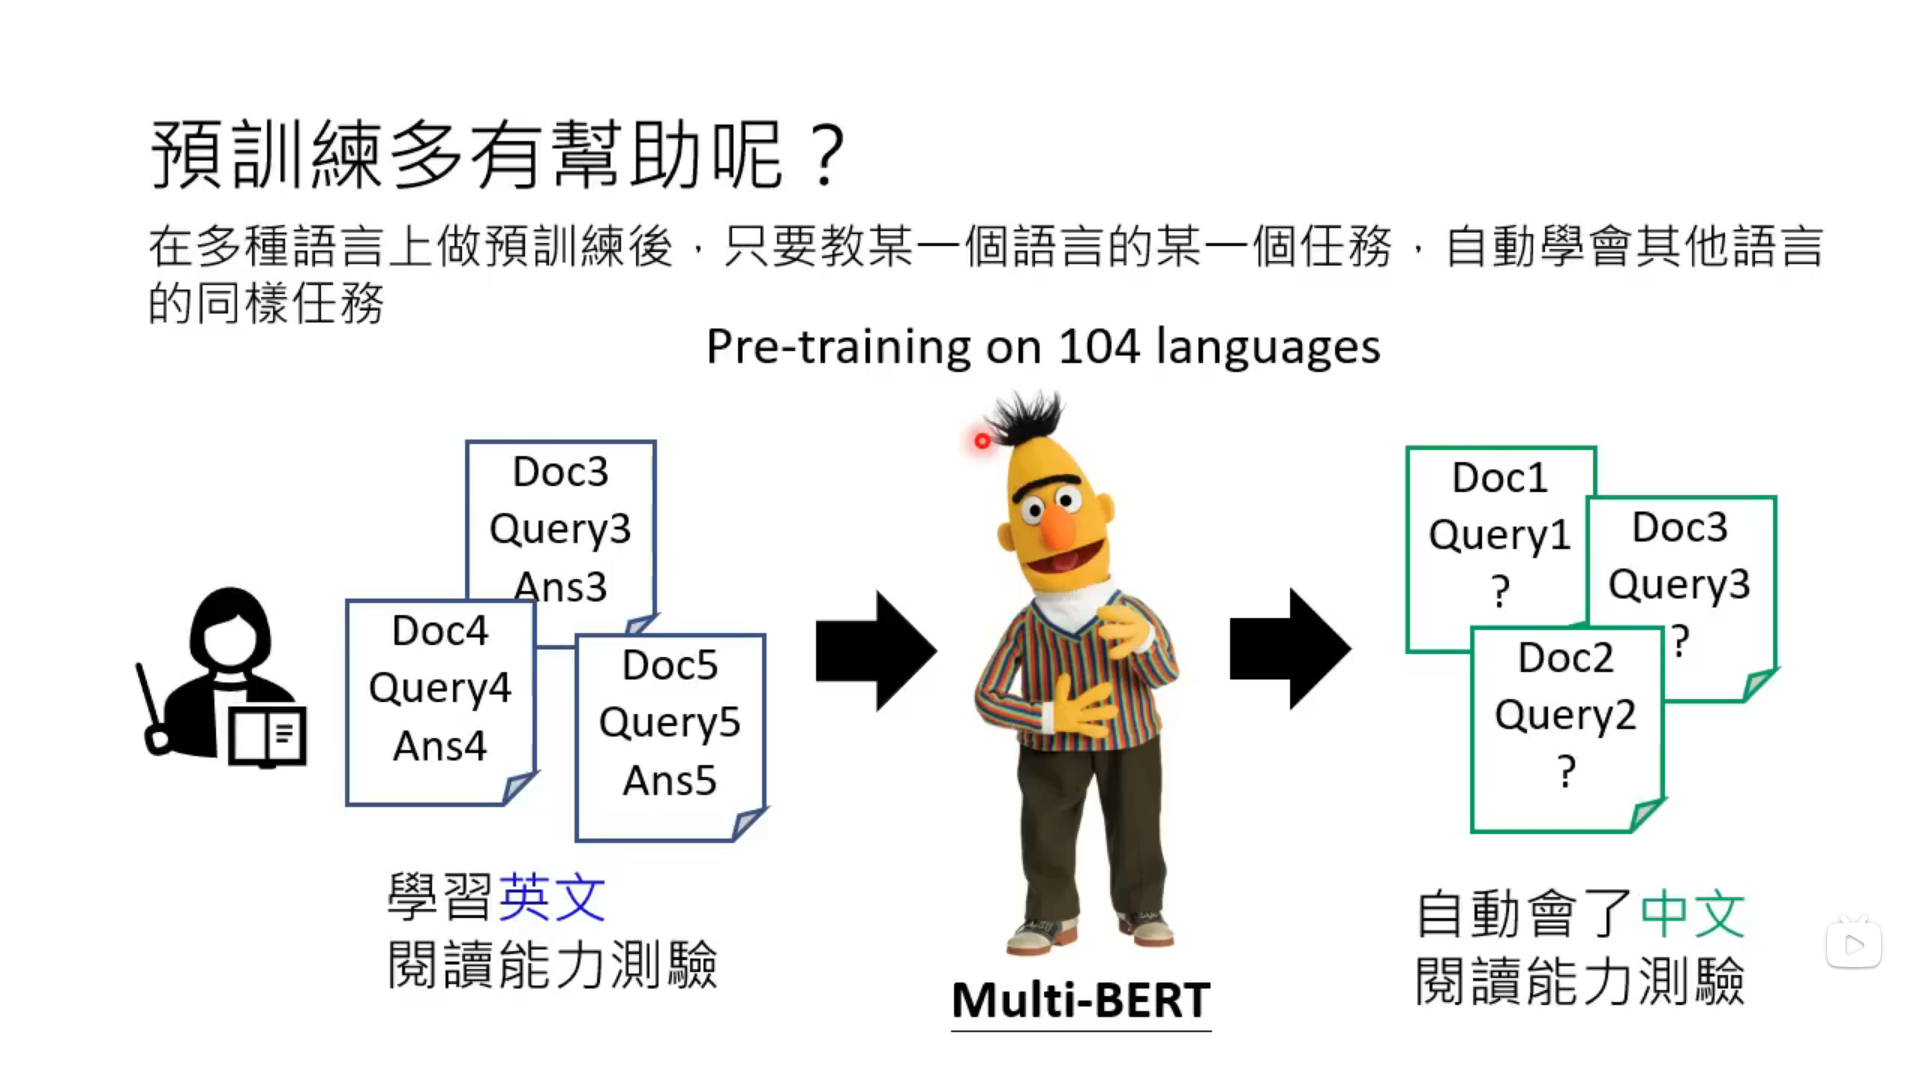 預訓練多有幫助呢？
在多種語言上做預訓練後，只要教某一個語言的某一個任務，自動學會其他語言
的同樣任務
Pre-training on 104 languages
Doc3
Query3
Ans3
Doc4
Query4
Ans4
Doc5
Query5
Ans5
學習英文
閱讀能力測驗
Multi-BERT
Doc1
Query1
?
Doc3
Query3
?
Doc2
Query2
?
自動會了中文
閱讀能力測驗